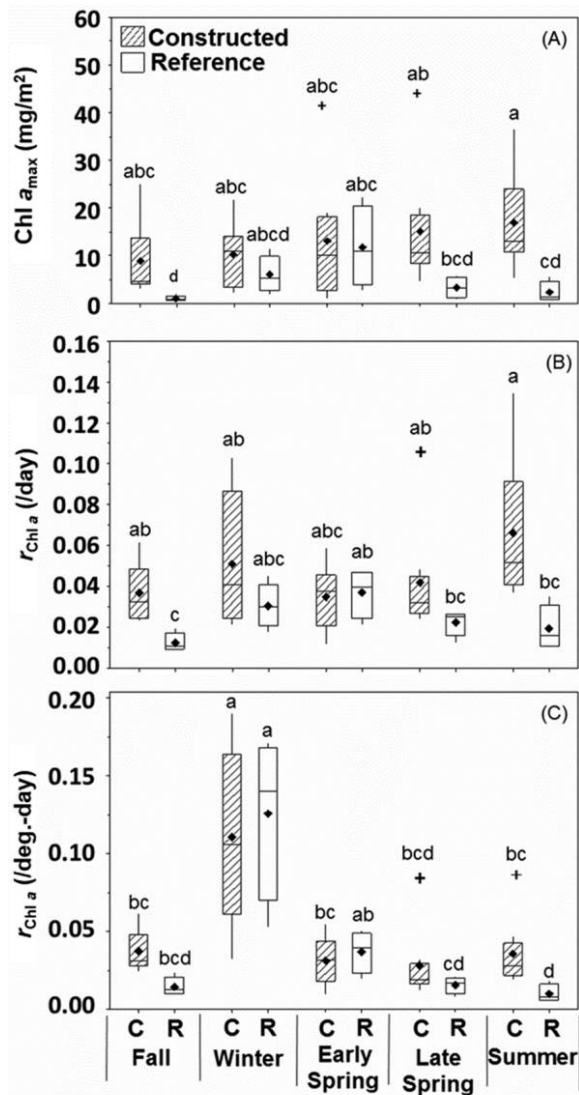 Constructed
Reference
(A)
Chl a max (mg/m²)
60
50
40
30
20
10
0
abc
d
abc
abcd
abc
abc
ab
bcd
a
cd
(B)
r Chl a (/day)
0.16
0.14
0.12
0.10
0.08
0.06
0.04
0.02
0.00
ab
c
ab
abc
abc
ab
ab
bc
a
bc
(C)
r Chl a (/deg.-day)
0.20
0.15
0.10
0.05
0.00
bc
bcd
a
a
bc
ab
bcd
cd
bc
d
C R C R C R C R C R
Fall Winter Early Late Summer
Spring Spring